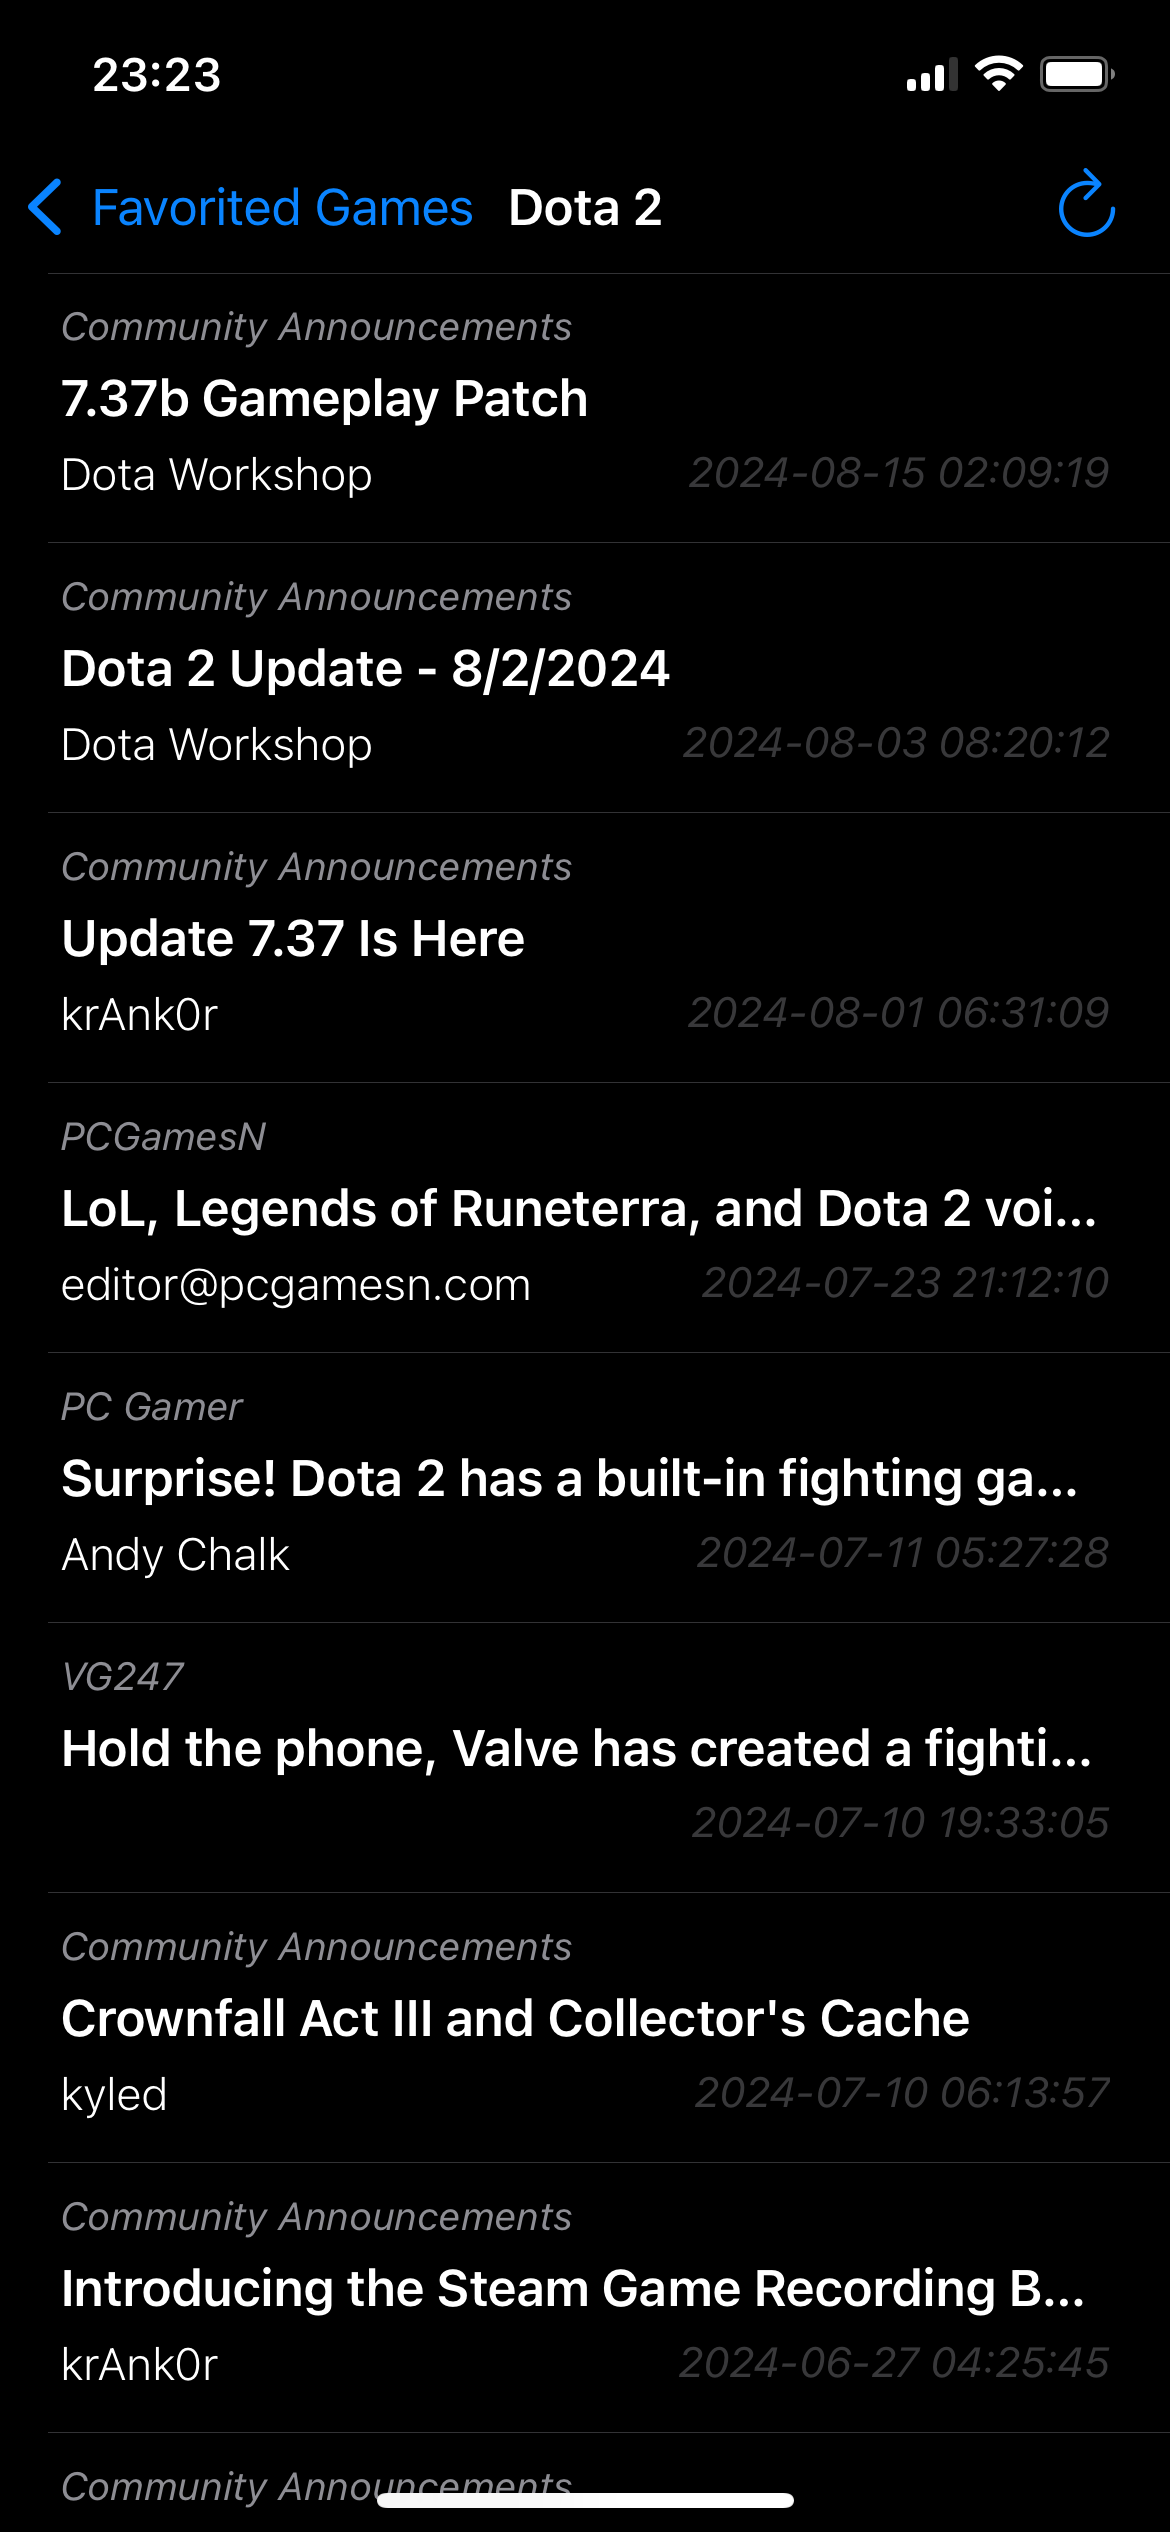 23:23
Favorited Games Dota 2
Community Announcements
7.37b Gameplay Patch
Dota Workshop 2024-08-15 02:09:19
Community Announcements
Dota 2 Update - 8/2/2024
Dota Workshop 2024-08-03 08:20:12
Community Announcements
Update 7.37 Is Here
krAnk0r 2024-08-01 06:31:09
PCGamesN
LoL, Legends of Runeterra, and Dota 2 voi...
editor@pcgamesn.com 2024-07-23 21:12:10
PC Gamer
Surprise! Dota 2 has a built-in fighting ga...
Andy Chalk 2024-07-11 05:27:28
VG247
Hold the phone, Valve has created a fighti...
2024-07-10 19:33:05
Community Announcements
Crownfall Act III and Collector's Cache
kyled 2024-07-10 06:13:57
Community Announcements
Introducing the Steam Game Recording B...
krAnk0r 2024-06-27 04:25:45
Community Announcements